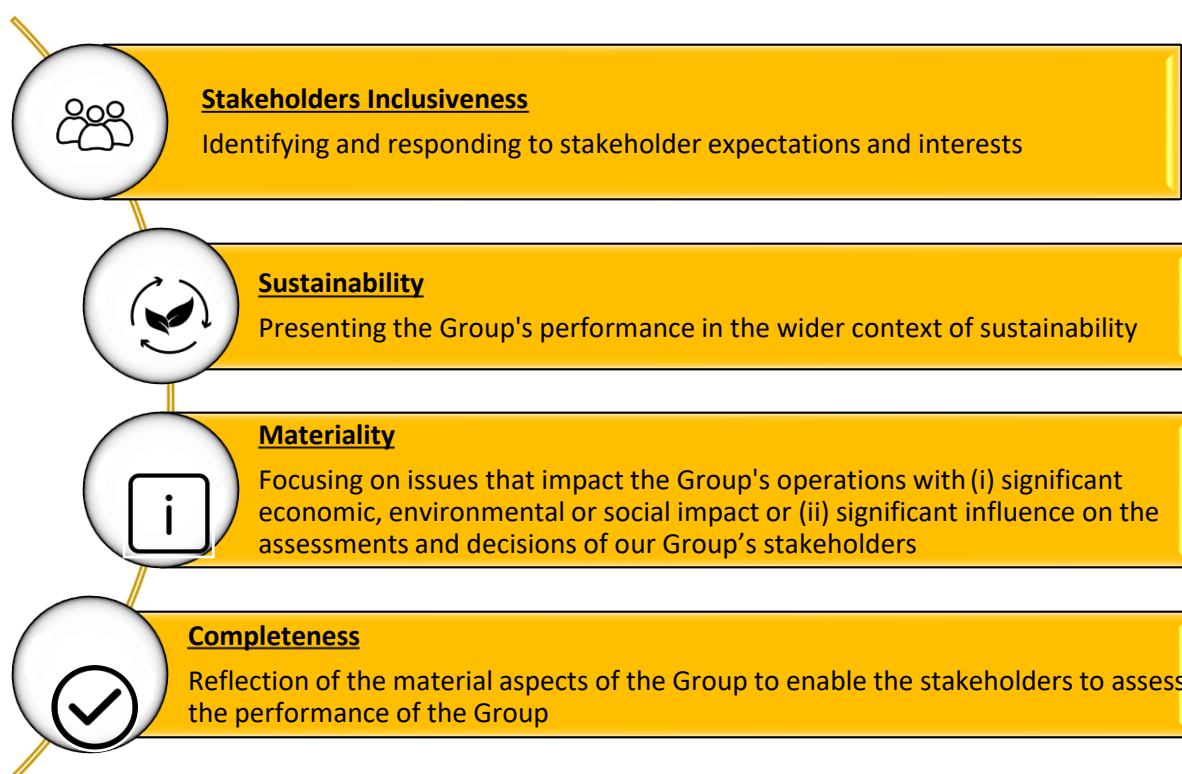 Stakeholders Inclusiveness
Identifying and responding to stakeholder expectations and interests
Sustainability
Presenting the Group's performance in the wider context of sustainability
Materiality
Focusing on issues that impact the Group's operations with (i) significant
economic, environmental or social impact or (ii) significant influence on the
assessments and decisions of our Group’s stakeholders
Completeness
Reflection of the material aspects of the Group to enable the stakeholders to assess
the performance of the Group